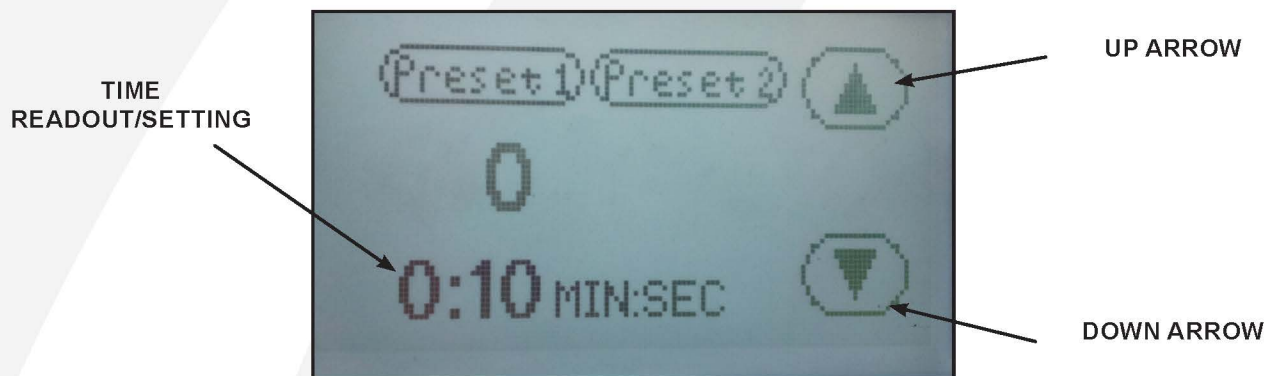 UP ARROW
TIME
READOUT/SETTING
Preset 1 Preset 2
0
0:10 MIN:SEC
DOWN ARROW